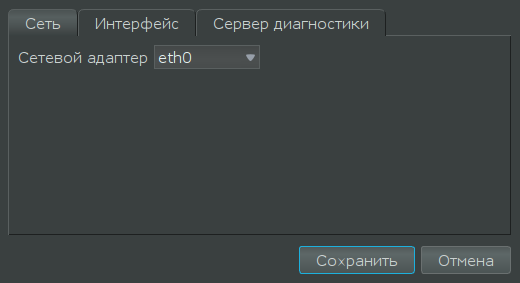 Сеть Интерфейс Сервер диагностики
Сетевой адаптер eth0
Сохранить Отмена